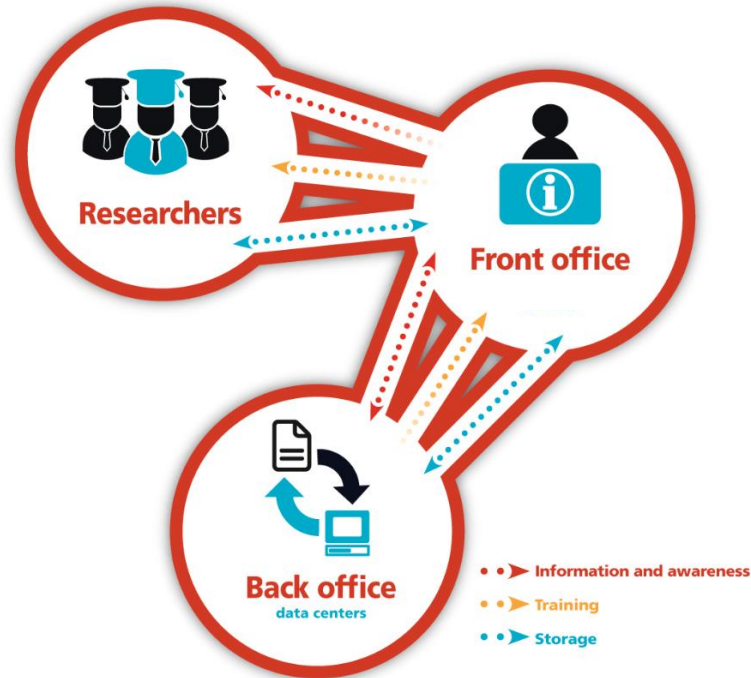 Researchers
Front office
Back office
data centers
Information and awareness
Training
Storage